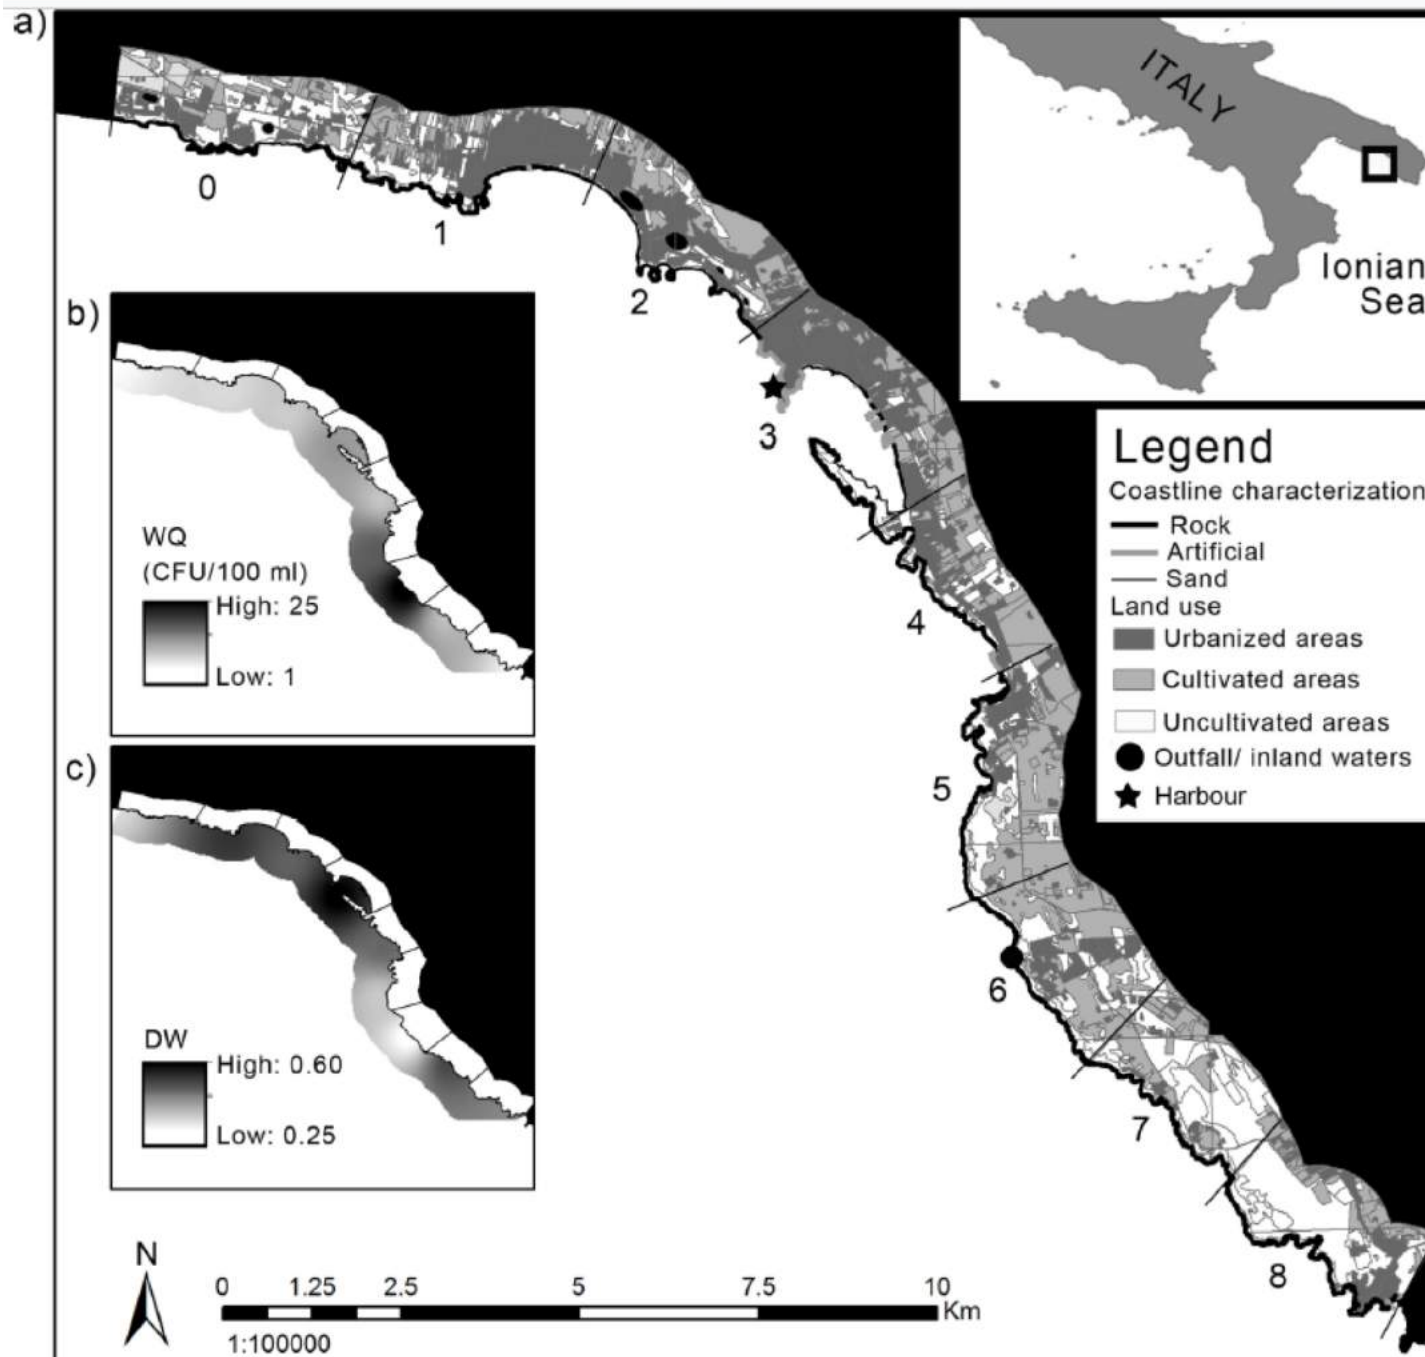 a)
ITALY
Ionian
Sea
0
1
2
3
4
5
6
7
8
b)
WQ
(CFU/100 ml)
High: 25
Low: 1
c)
DW
High: 0.60
Low: 0.25
Legend
Coastline characterization
Rock
Artificial
Sand
Land use
Urbanized areas
Cultivated areas
Uncultivated areas
Outfall/ inland waters
Harbour
N
0 1.25 2.5 5 7.5 10
Km
1:100000